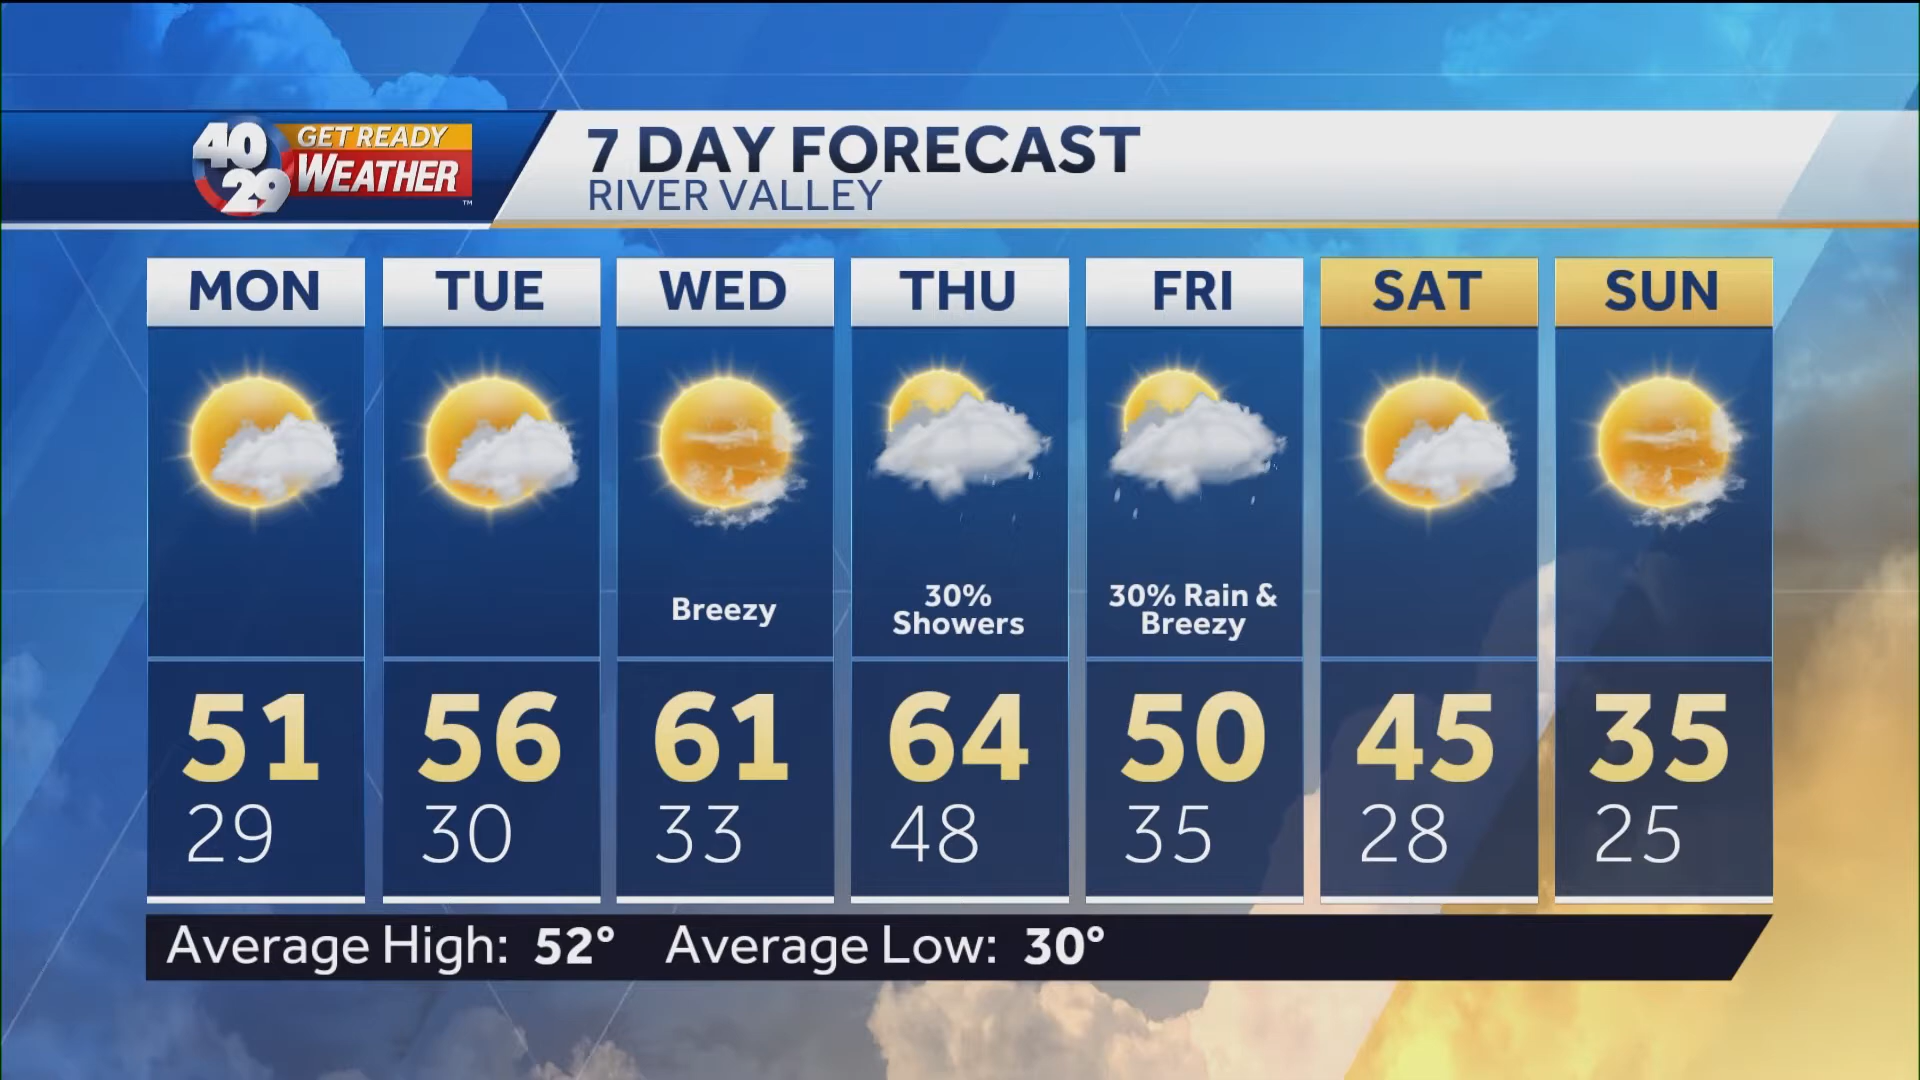 40
29
GET READY
WEATHER™
7 DAY FORECAST
RIVER VALLEY
MON
TUE
WED
THU
FRI
SAT
SUN
Breezy
30%
Showers
30% Rain &
Breezy
51
56
61
64
50
45
35
29
30
33
48
35
28
25
Average High: 52° Average Low: 30°